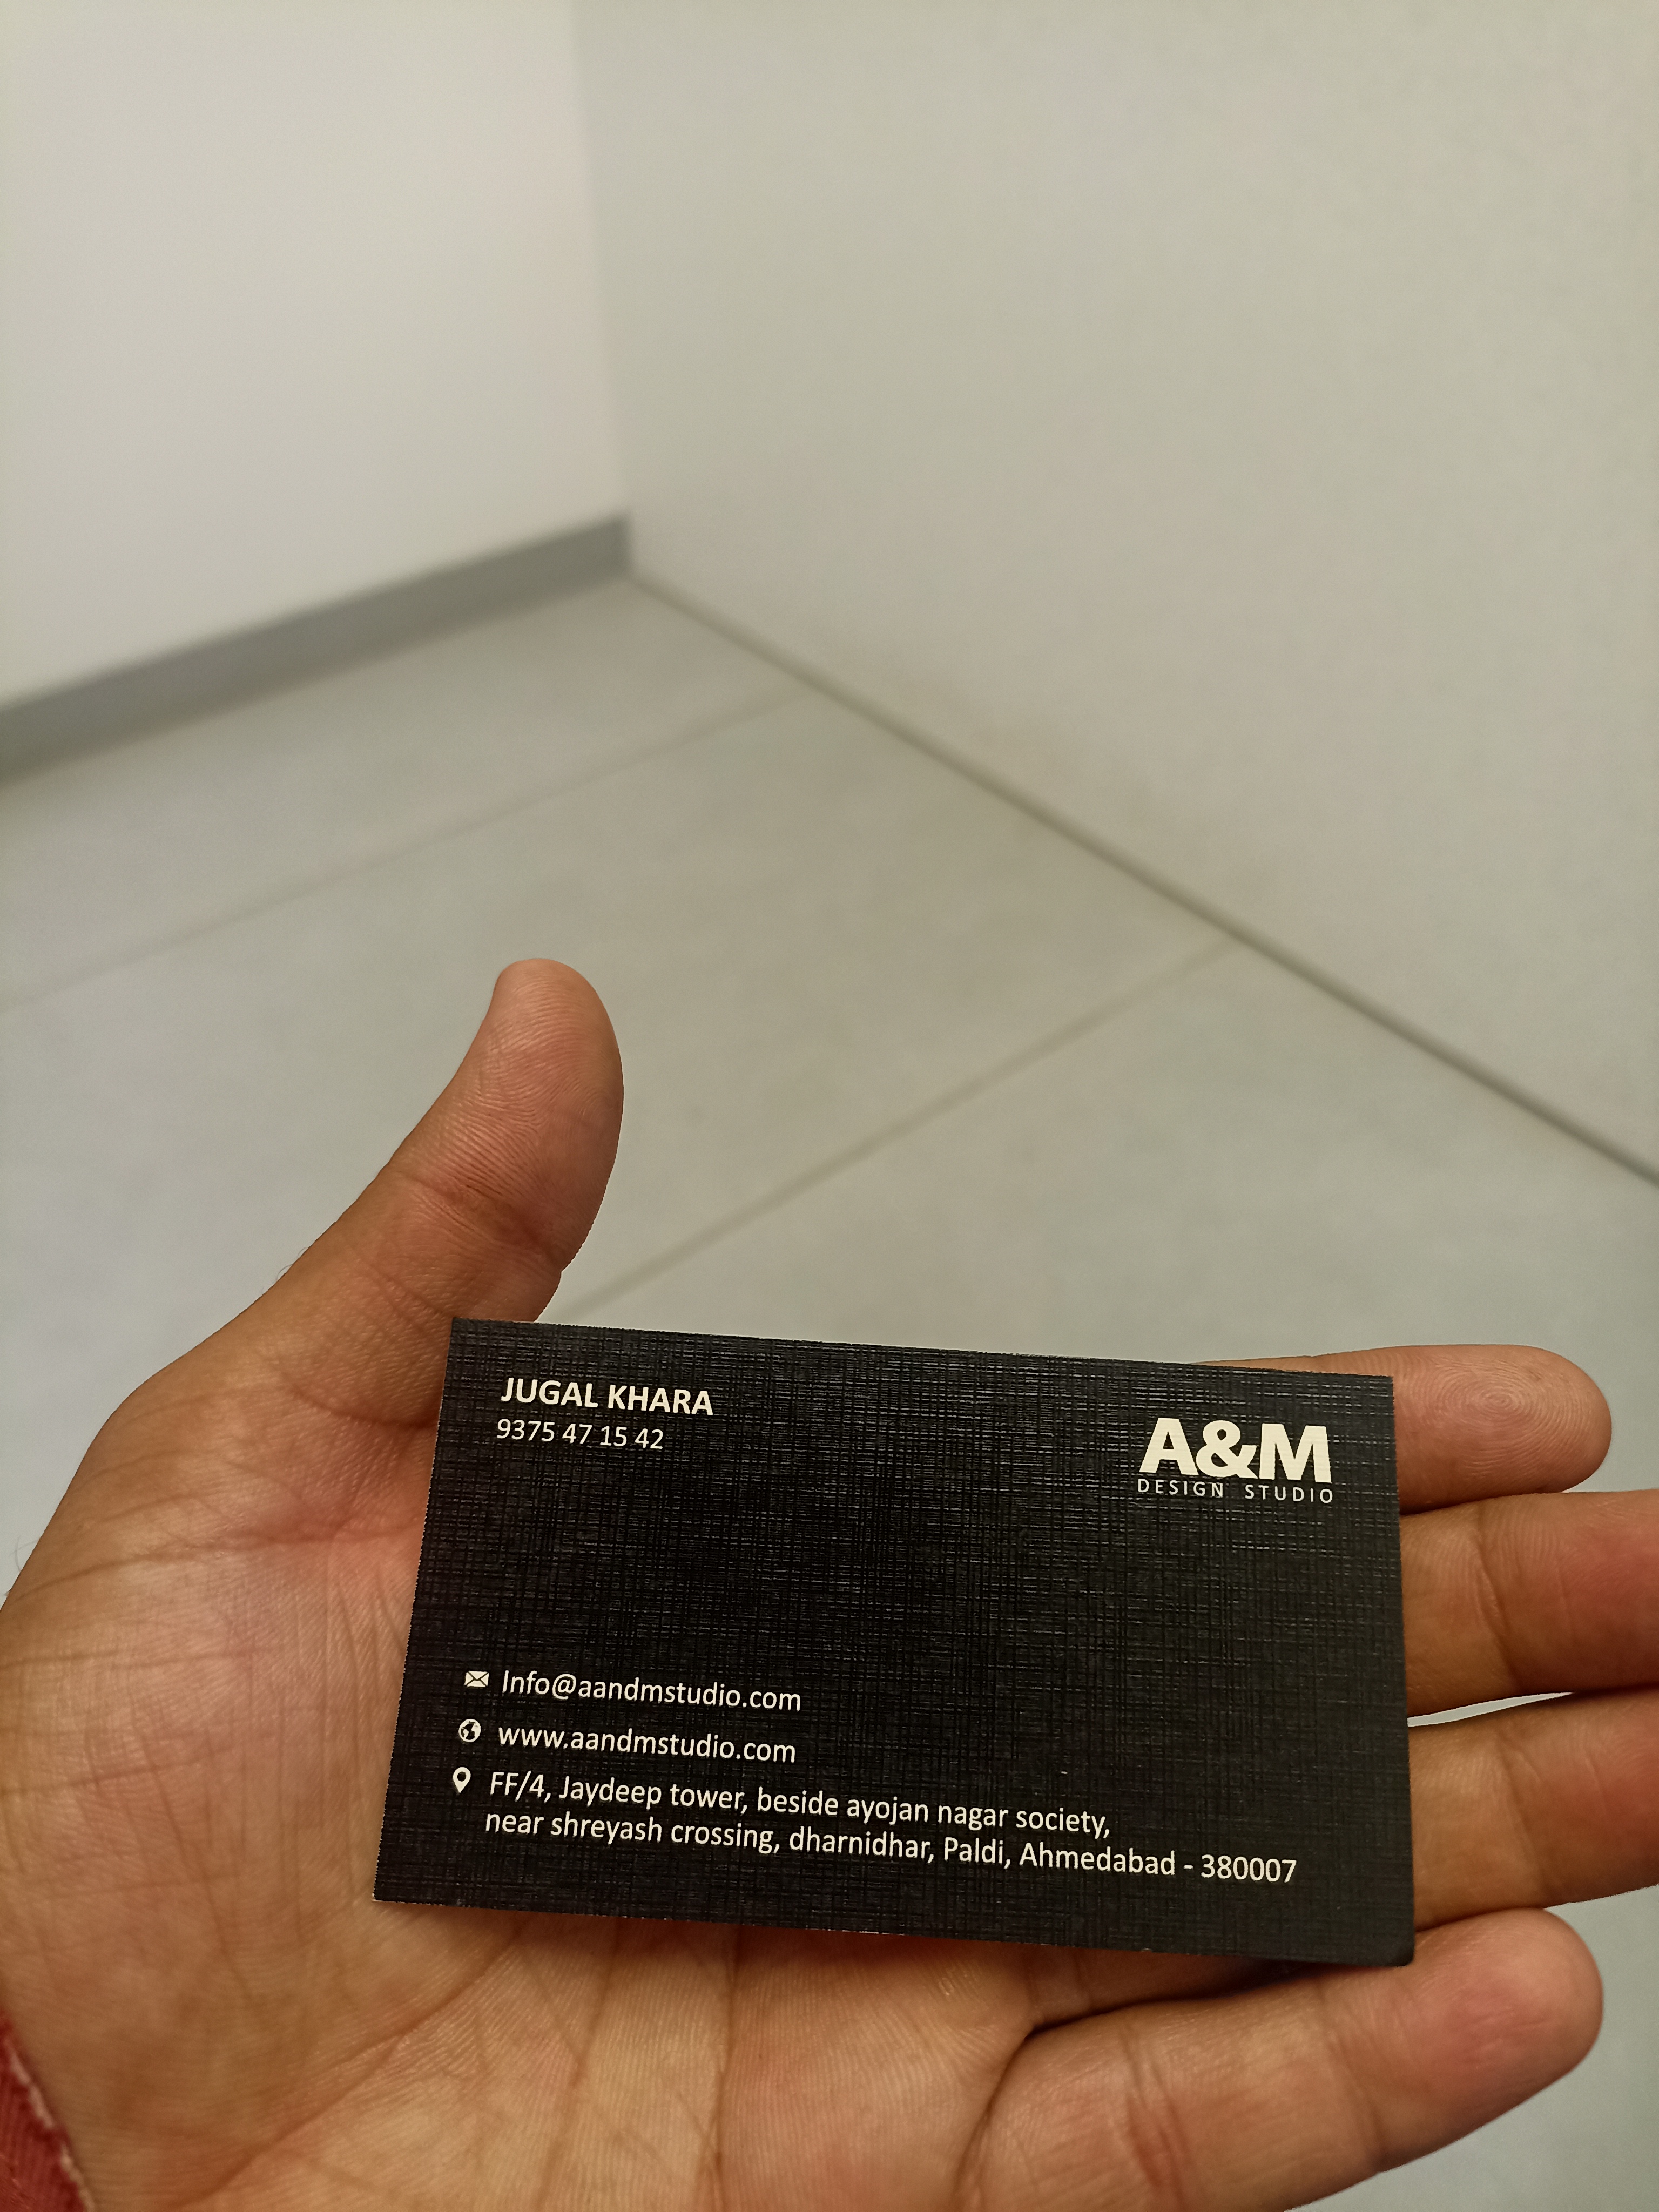 JUGAL KHARA
9375 47 15 42
A&M
DESIGN STUDIO
Info@aandmstudio.com
www.aandmstudio.com
FF/4, Jaydeep tower, beside ayojan nagar society,
near shreyash crossing, dharnidhar, Paldi, Ahmedabad - 380007